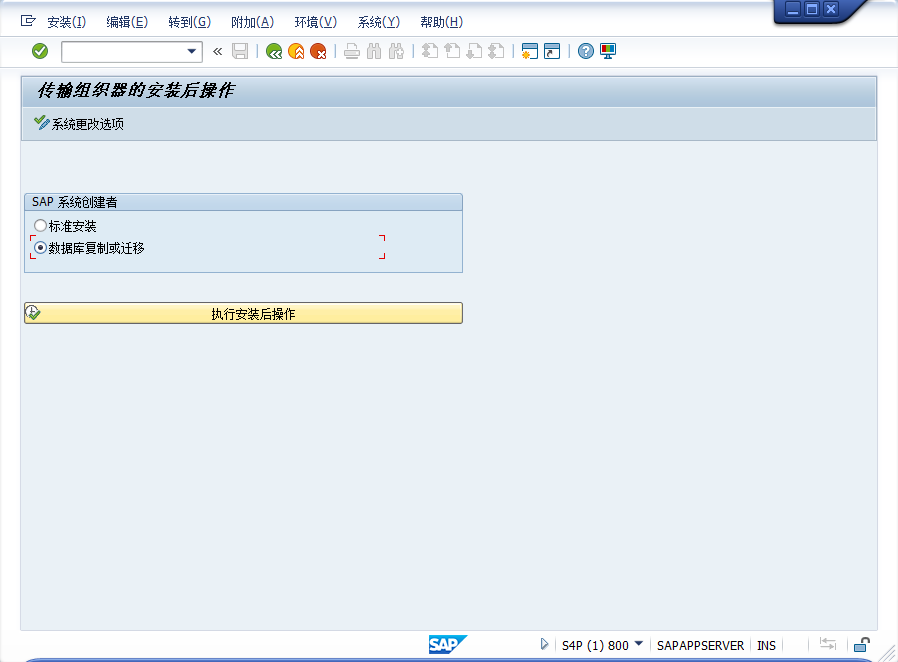 安装(I) 编辑(E) 转到(G) 附加(A) 环境(V) 系统(Y) 帮助(H)
传输组织器的安装后操作
系统更改选项
SAP 系统创建者
标准安装
数据库复制或迁移
执行安装后操作
SAP S4P (1) 800 SAPAPPSERVER INS